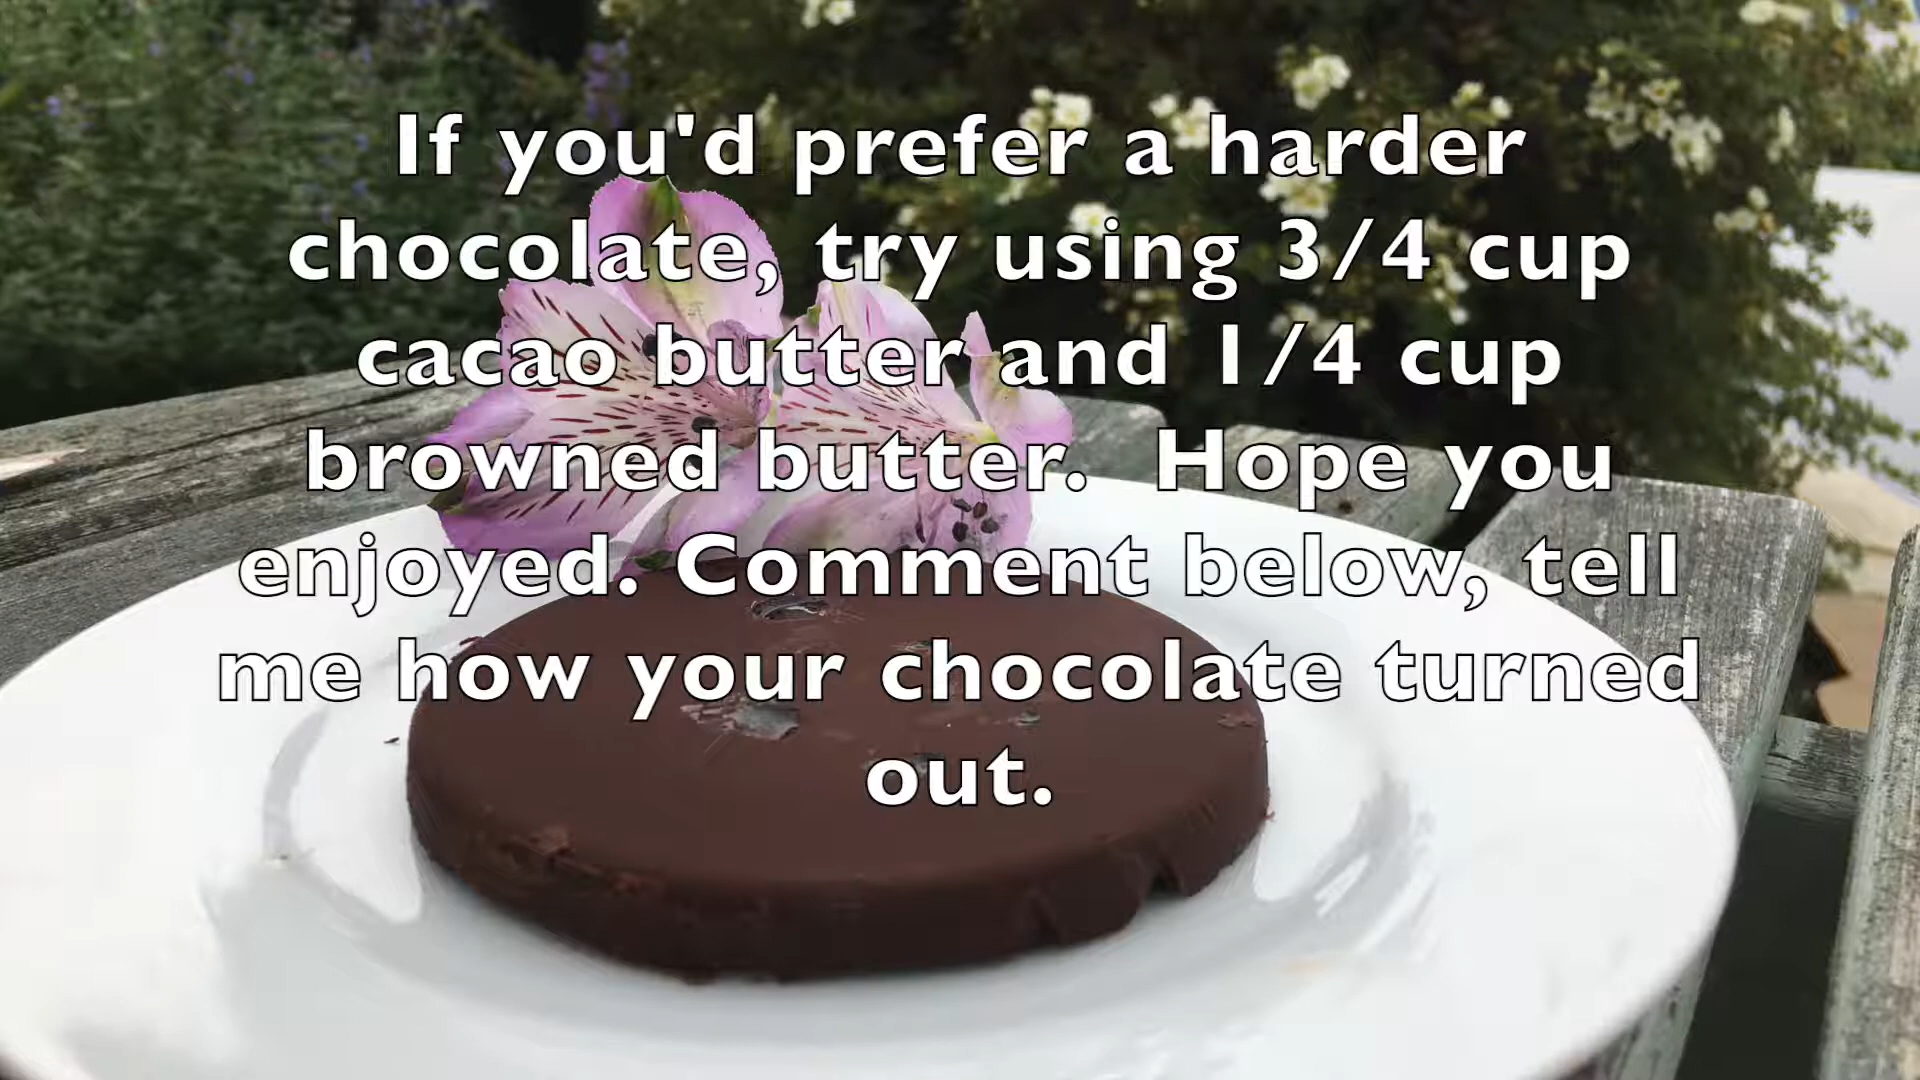 If you'd prefer a harder
chocolate, try using 3/4 cup
cacao butter and 1/4 cup
browned butter.  Hope you
enjoyed. Comment below, tell
me how your chocolate turned
out.